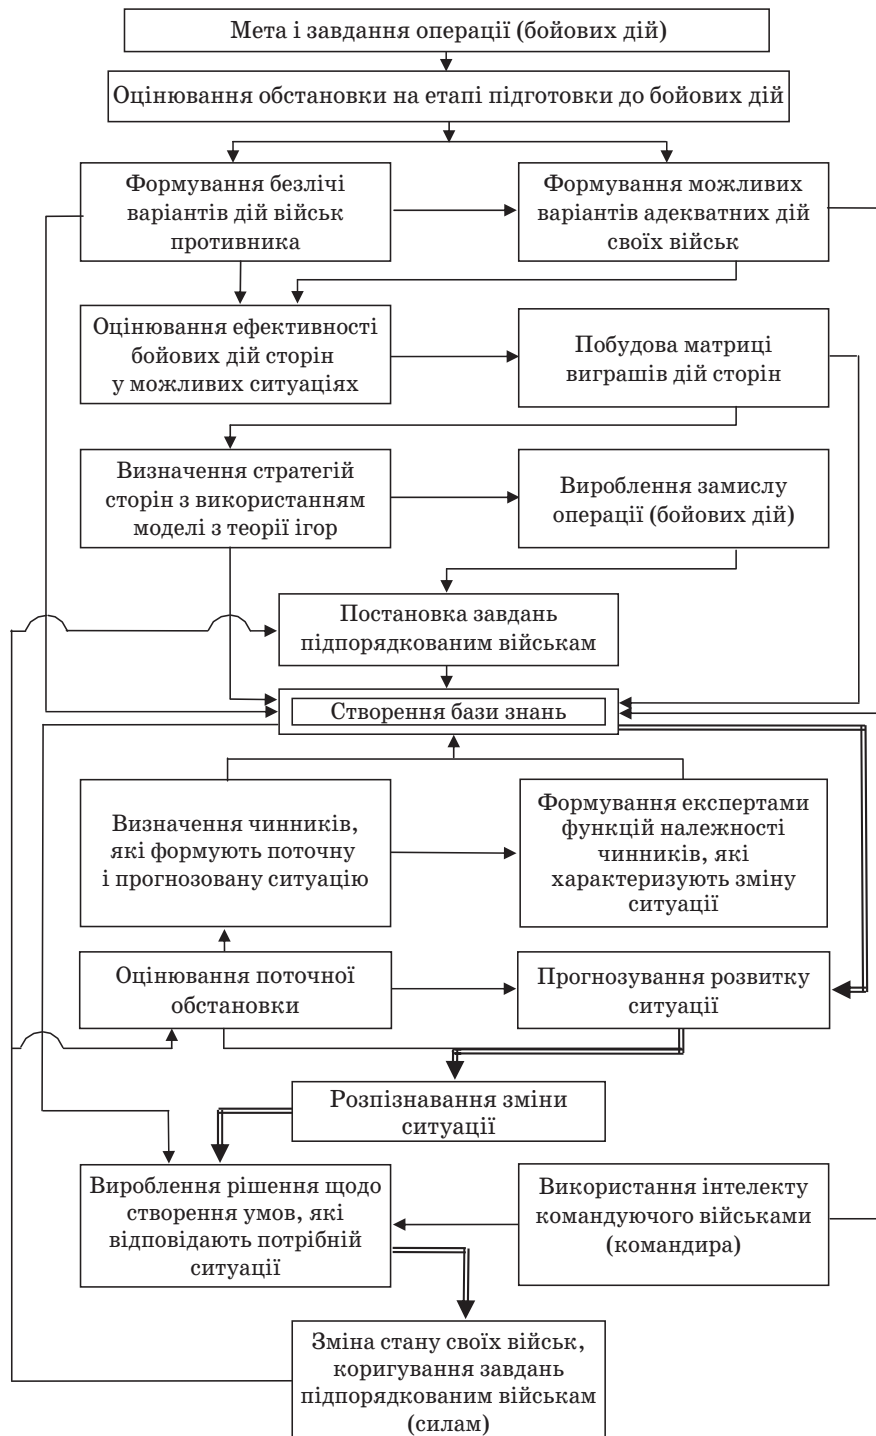 Мета і завдання операції (бойових дій)
Оцінювання обстановки на етапі підготовки до бойових дій
Формування безлічі
варіантів дій військ
противника
Формування можливих
варіантів адекватних дій
своїх військ
Оцінювання ефективності
бойових дій сторін
у можливих ситуаціях
Побудова матриці
виграшів дій сторін
Визначення стратегій
сторін з використанням
моделі з теорії ігор
Вироблення замислу
операції (бойових дій)
Постановка завдань
підпорядкованим військам
Створення бази знань
Визначення чинників,
які формують поточну
і прогнозовану ситуацію
Формування експертами
функцій належності
чинників, які
характеризують зміну
ситуації
Оцінювання поточної
обстановки
Прогнозування розвитку
ситуації
Розпізнавання зміни
ситуації
Вироблення рішення щодо
створення умов, які
відповідають потрібній
ситуації
Використання інтелекту
командуючого військами
(командира)
Зміна стану своїх військ,
коригування завдань
підпорядкованим військам
(силам)